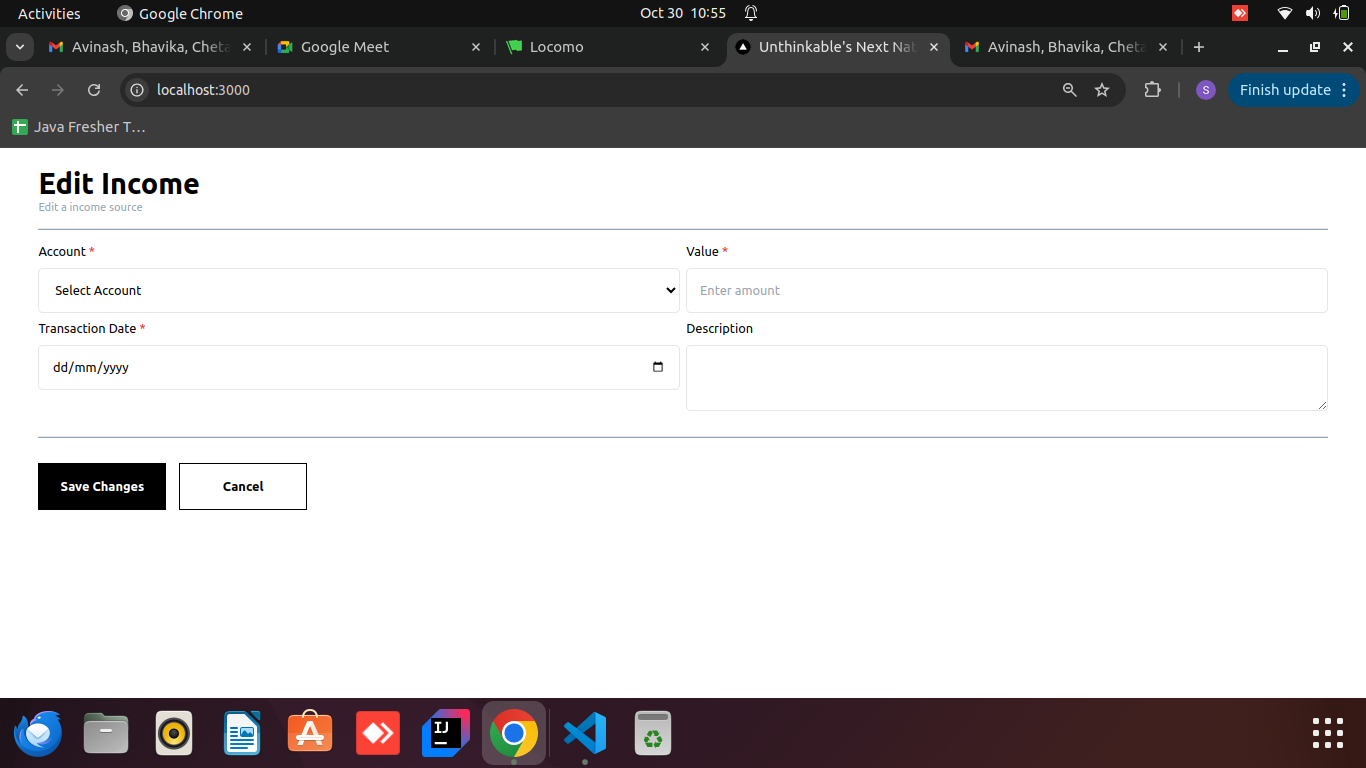 Activities Google Chrome Oct 30 10:55
Avinash, Bhavika, Cheta Google Meet Locomo Unthinkable's Next Nat Avinash, Bhavika, Cheta
localhost:3000 S Finish update
Java Fresher T...
Edit Income
Edit a income source
Account * Value *
Select Account Enter amount
Transaction Date * Description
dd/mm/yyyy
Save Changes Cancel
IJ